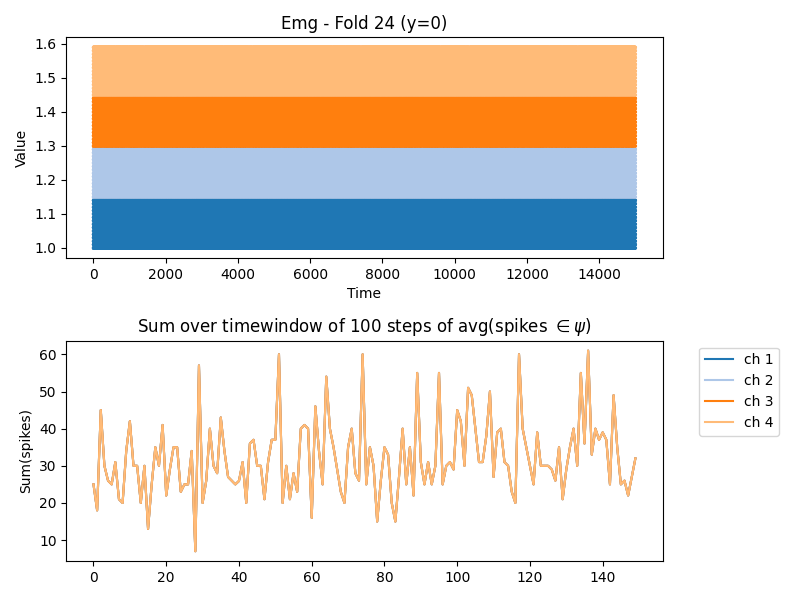 Emg - Fold 24 (y=0)
Value
1.6
1.5
1.4
1.3
1.2
1.1
1.0
0 2000 4000 6000 8000 10000 12000 14000
Time
Sum over timewindow of 100 steps of avg(spikes ∈ ψ)
Sum(spikes)
60
50
40
30
20
10
0 20 40 60 80 100 120 140
ch 1
ch 2
ch 3
ch 4